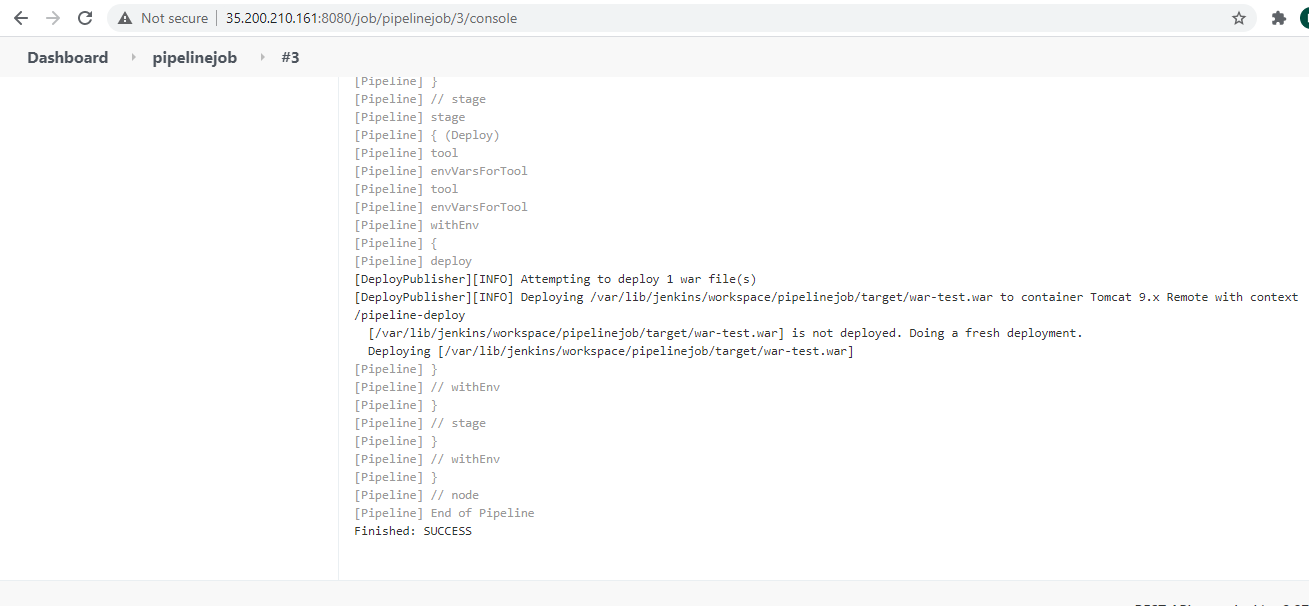 Not secure | 35.200.210.161:8080/job/pipelinejob/3/console
Dashboard pipelinejob #3
[Pipeline] }
[Pipeline] // stage
[Pipeline] stage
[Pipeline] { (Deploy)
[Pipeline] tool
[Pipeline] envVarsForTool
[Pipeline] tool
[Pipeline] envVarsForTool
[Pipeline] withEnv
[Pipeline] {
[Pipeline] deploy
[DeployPublisher][INFO] Attempting to deploy 1 war file(s)
[DeployPublisher][INFO] Deploying /var/lib/jenkins/workspace/pipelinejob/target/war-test.war to container Tomcat 9.x Remote with context
/pipeline-deploy
[/var/lib/jenkins/workspace/pipelinejob/target/war-test.war] is not deployed. Doing a fresh deployment.
Deploying [/var/lib/jenkins/workspace/pipelinejob/target/war-test.war]
[Pipeline] }
[Pipeline] // withEnv
[Pipeline] }
[Pipeline] // stage
[Pipeline] }
[Pipeline] // withEnv
[Pipeline] }
[Pipeline] // node
[Pipeline] End of Pipeline
Finished: SUCCESS